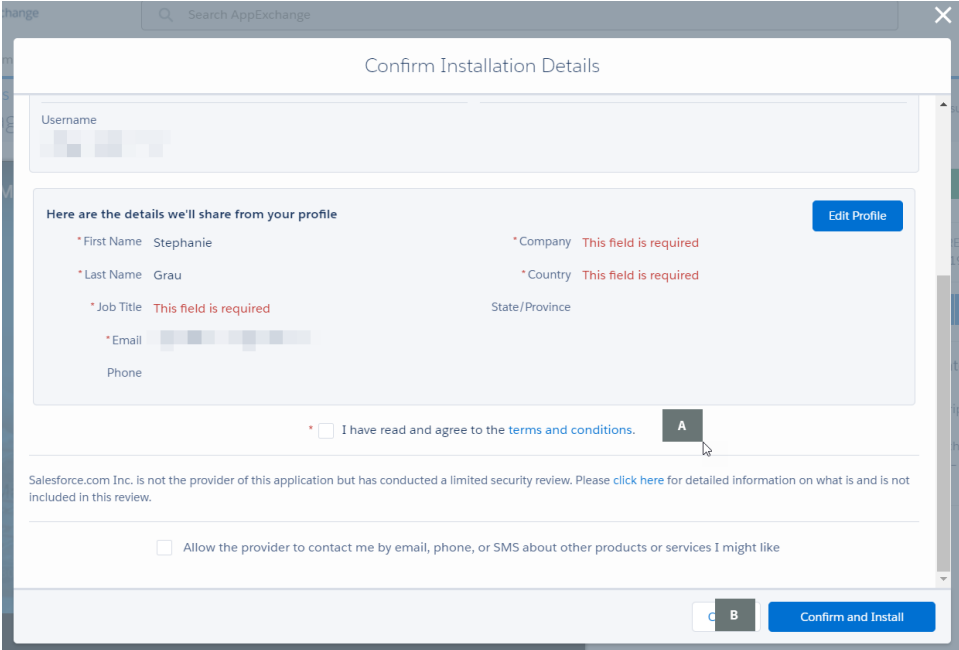 change
Search AppExchange
Confirm Installation Details
Username
Here are the details we'll share from your profile
Edit Profile
* First Name Stephanie
* Company This field is required
* Last Name Grau
* Country This field is required
* Job Title This field is required
State/Province
* Email
Phone
* I have read and agree to the terms and conditions.
A
Salesforce.com Inc. is not the provider of this application but has conducted a limited security review. Please click here for detailed information on what is and is not
included in this review.
Allow the provider to contact me by email, phone, or SMS about other products or services I might like
B
Confirm and Install